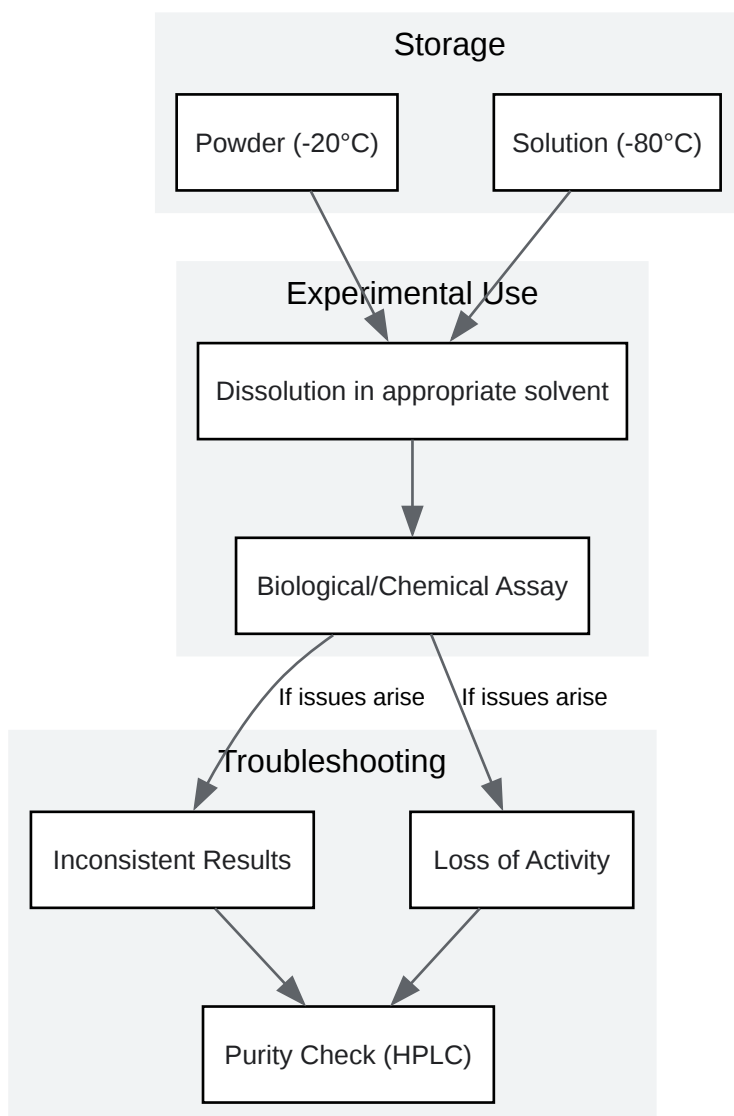 Storage
Powder (-20°C)
Solution (-80°C)
Experimental Use
Dissolution in appropriate solvent
Biological/Chemical Assay
If issues arise
If issues arise
Troubleshooting
Inconsistent Results
Loss of Activity
Purity Check (HPLC)